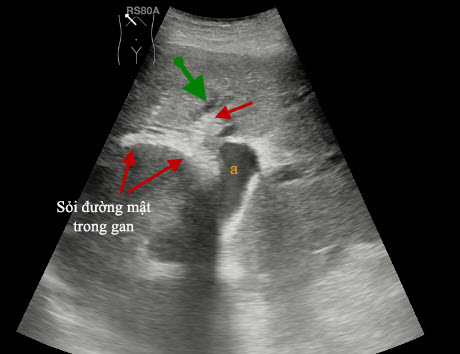 RS80A
a
Sỏi đường mật
trong gan